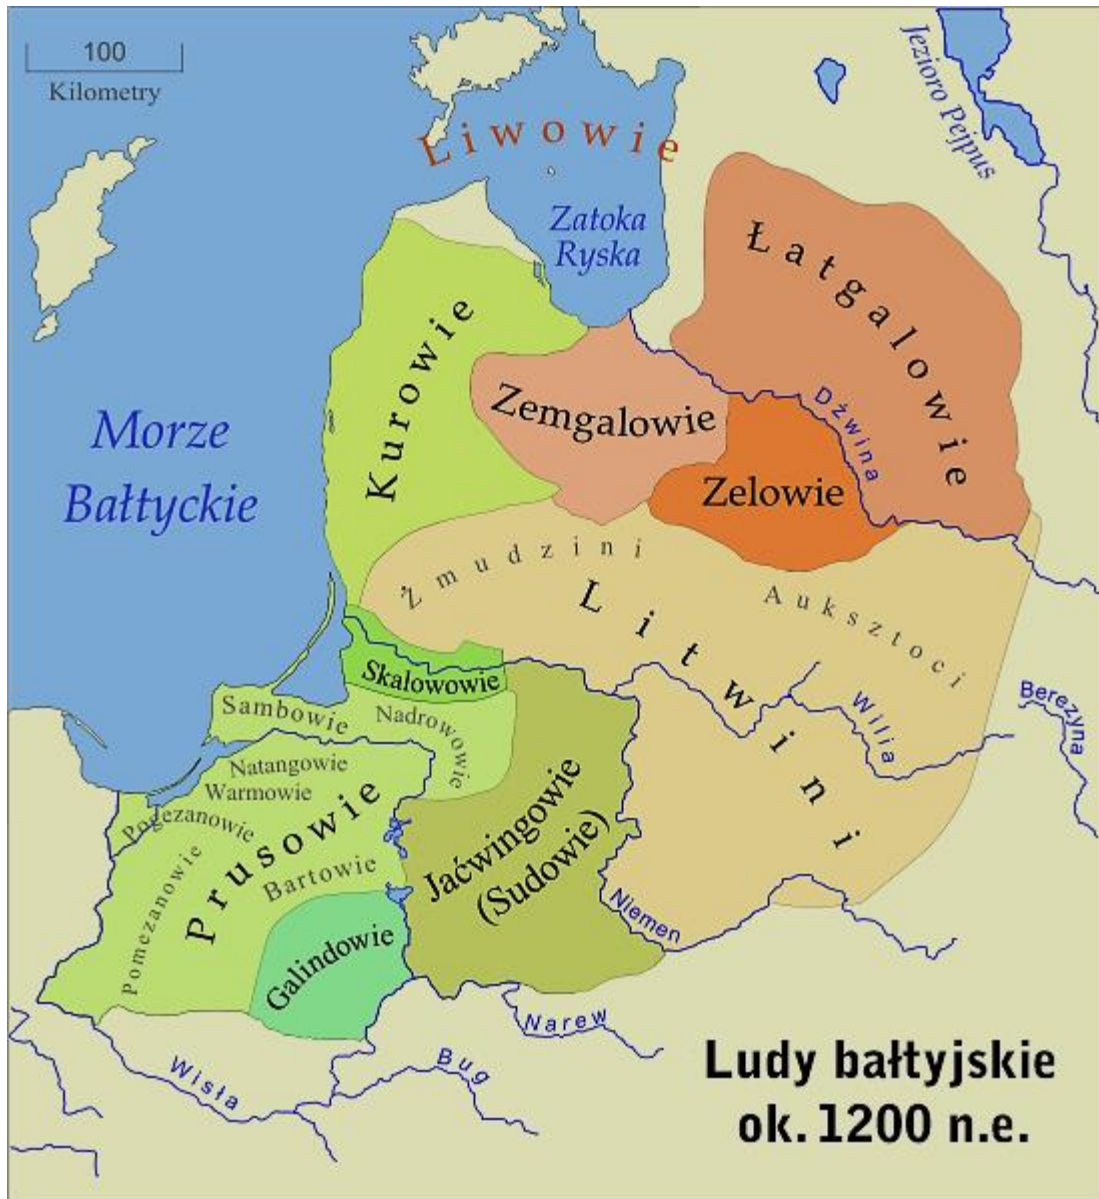 100
Kilometry
Jezioro Pejpus
Liwowie
Zatoka
Ryska
Łatgalowie
Kurowie
Zemgalowie
Dźwina
Morze
Bałtyckie
Zelowie
Żmudzini
Auksztoci
Litwini
Skalowowie
Sambowie
Nadrowowie
Wilia
Berezyna
Natangowie
Warmowie
Pogezanowie
Prusowie
Bartowie
Pomezanowie
Jaćwingowie
(Sudowie)
Galindowie
Niemen
Narew
Bug
Wisła
Ludy bałtyjskie
ok. 1200 n.e.